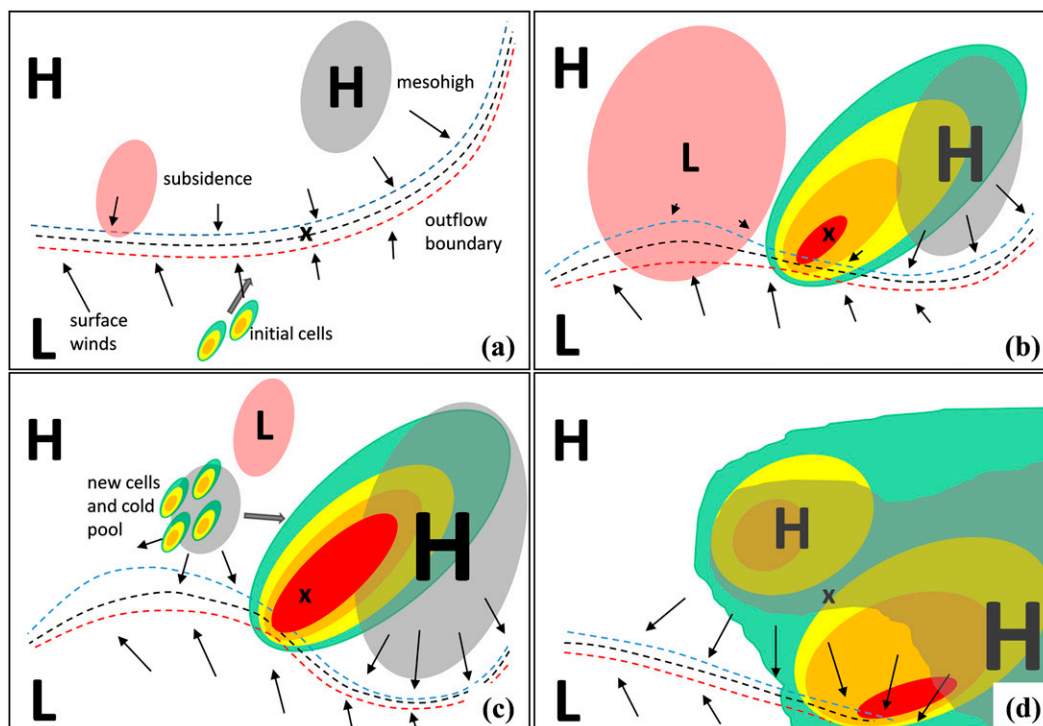 H
H
mesohigh
subsidence
x
outflow
boundary
surface
winds
initial cells
L
(a)
H
L
H
x
L
(b)
H
L
new cells
and cold
pool
H
x
L
(c)
H
H
x
H
L
(d)